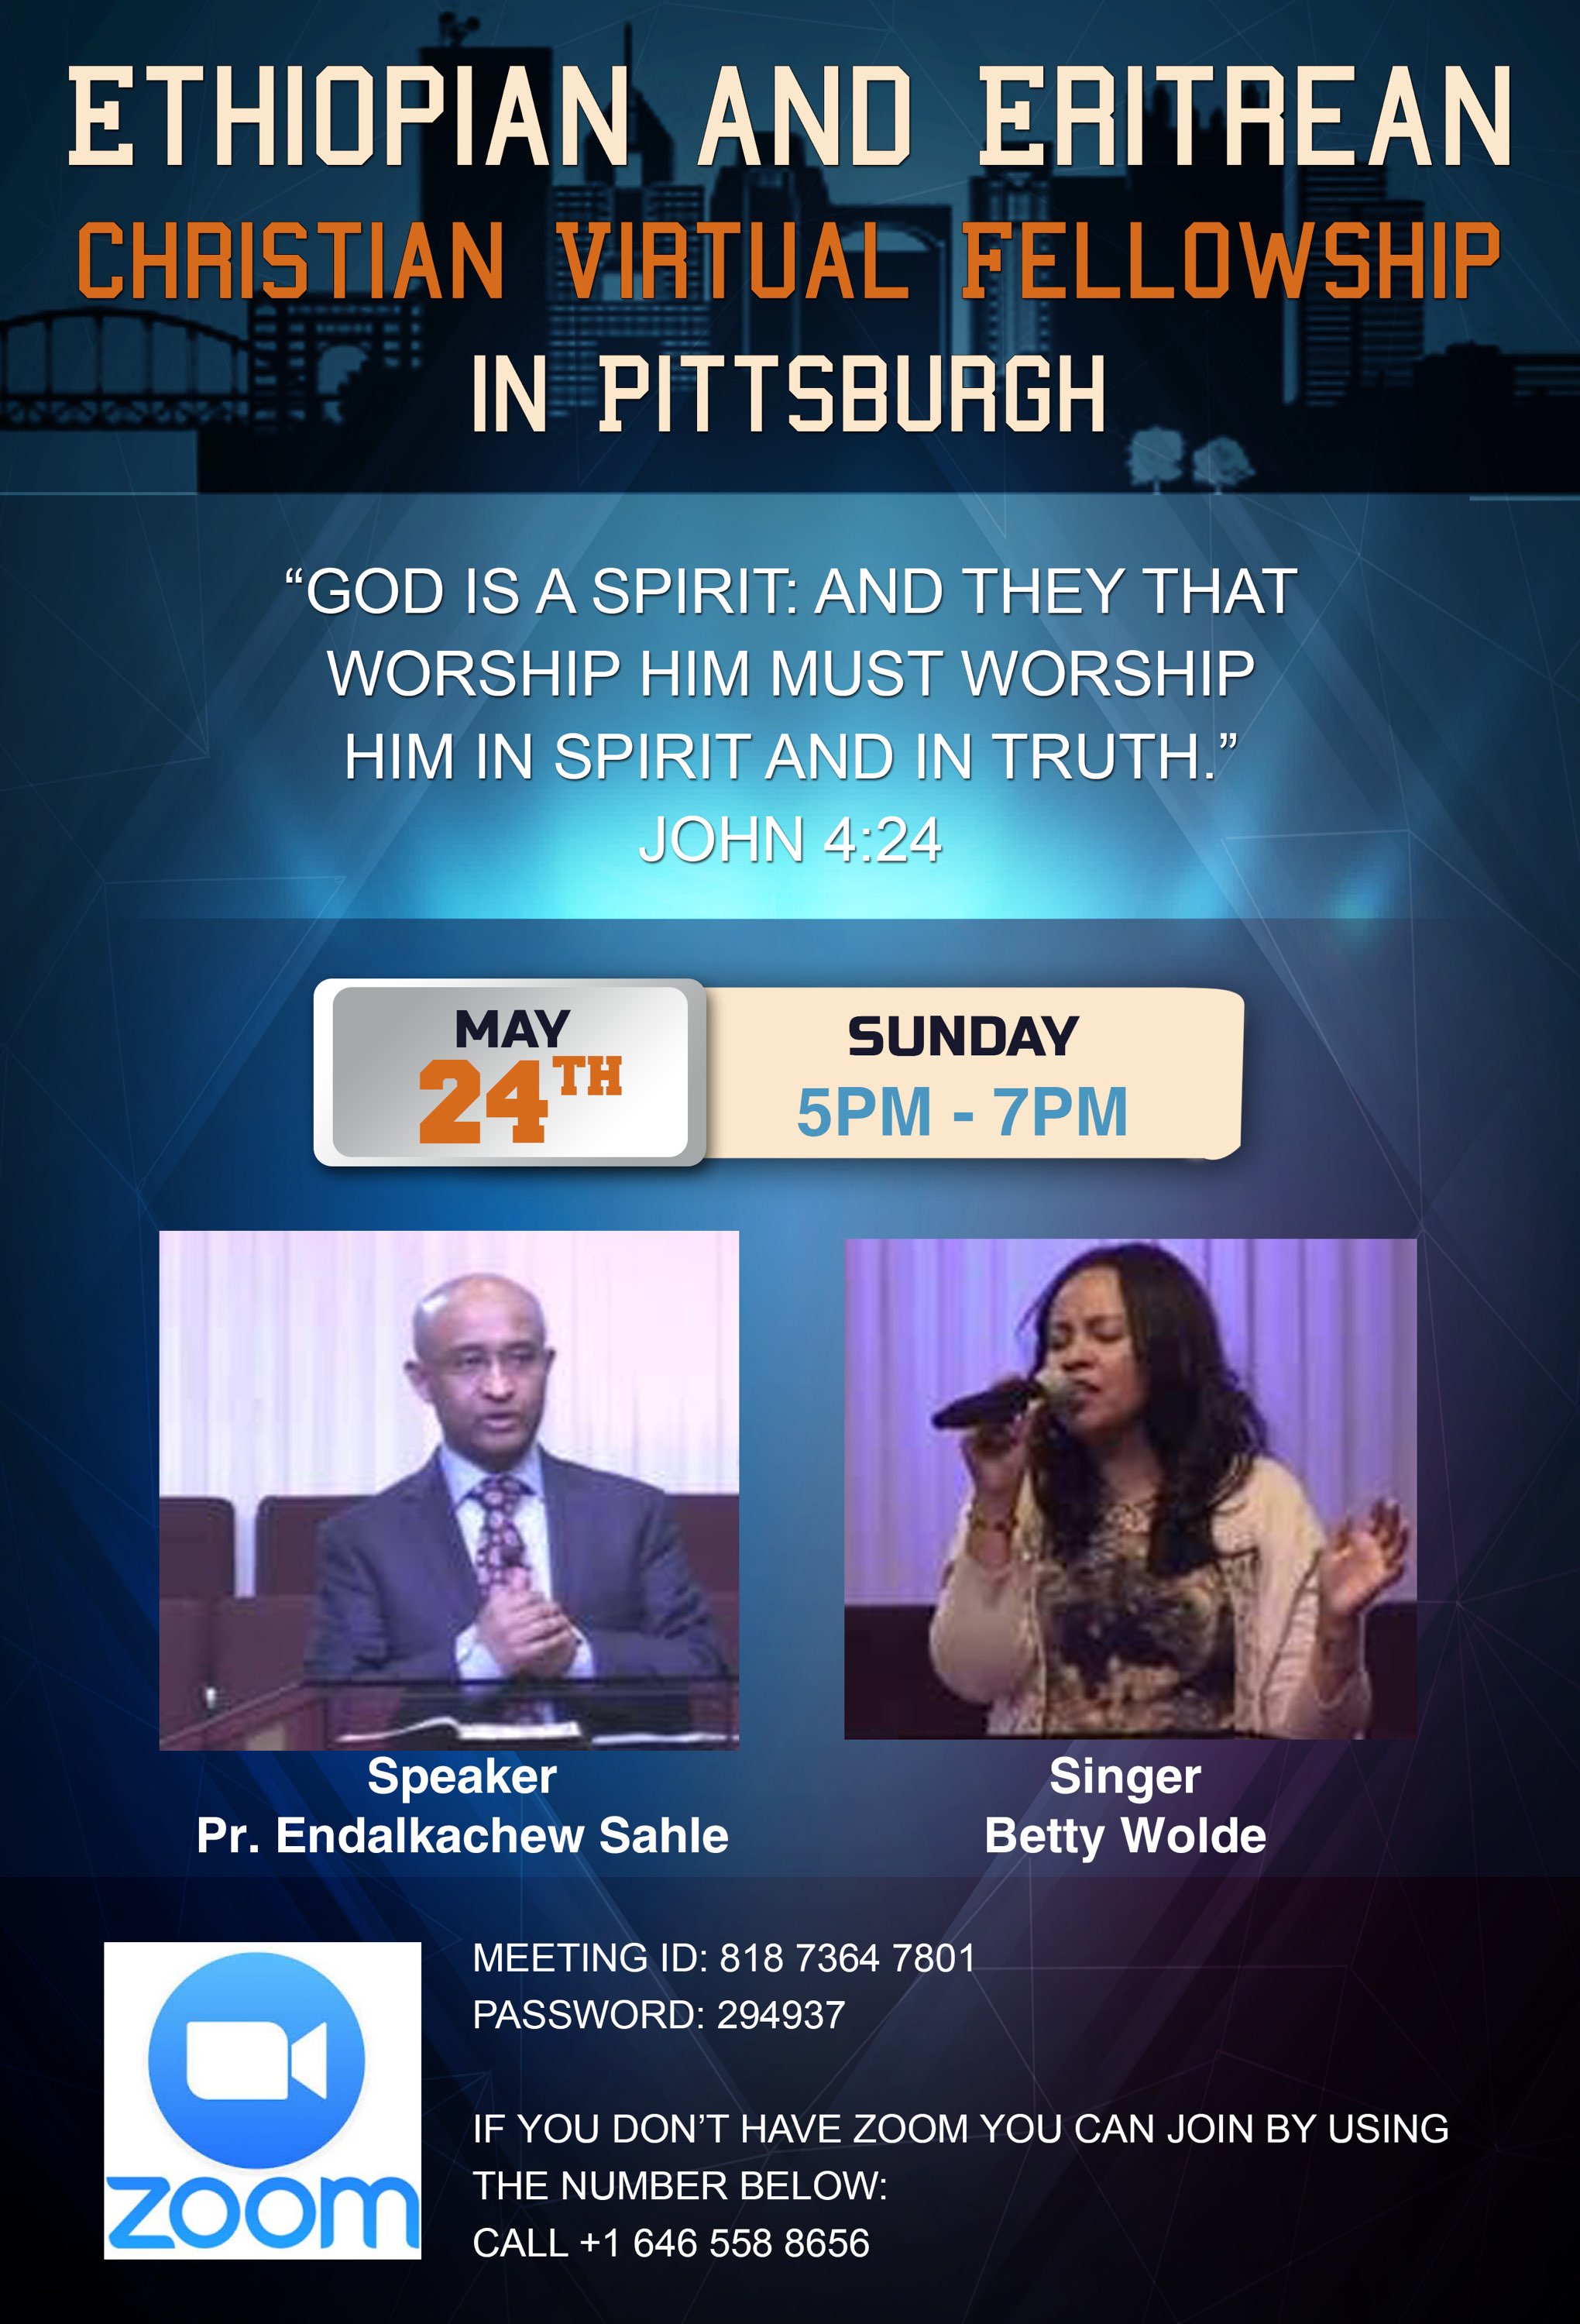 ETHIOPIAN AND ERITREAN
CHRISTIAN VIRTUAL FELLOWSHIP
IN PITTSBURGH
“GOD IS A SPIRIT: AND THEY THAT
WORSHIP HIM MUST WORSHIP
HIM IN SPIRIT AND IN TRUTH.”
JOHN 4:24
MAY
24TH
SUNDAY
5PM - 7PM
Speaker
Pr. Endalkachew Sahle
Singer
Betty Wolde
zoom
MEETING ID: 818 7364 7801
PASSWORD: 294937
IF YOU DON’T HAVE ZOOM YOU CAN JOIN BY USING
THE NUMBER BELOW:
CALL +1 646 558 8656